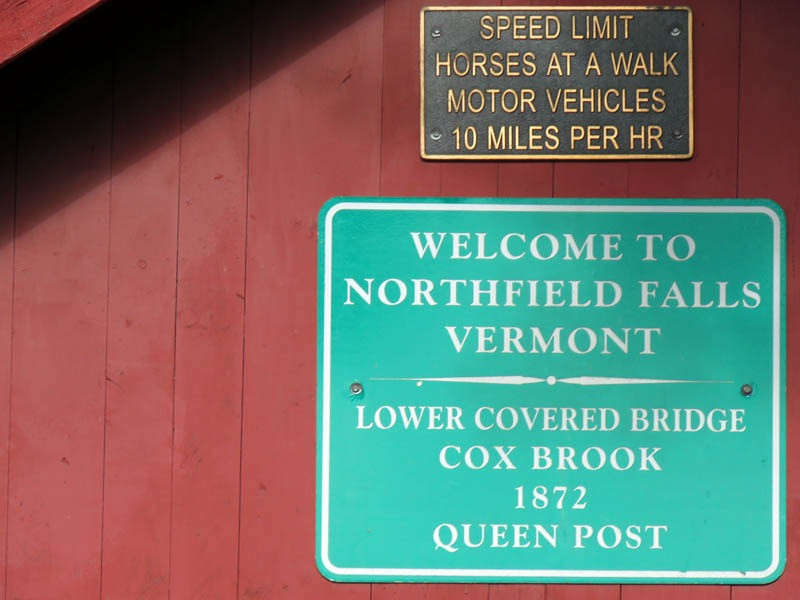 SPEED LIMIT
HORSES AT A WALK
MOTOR VEHICLES
10 MILES PER HR
WELCOME TO
NORTHFIELD FALLS
VERMONT
LOWER COVERED BRIDGE
COX BROOK
1872
QUEEN POST